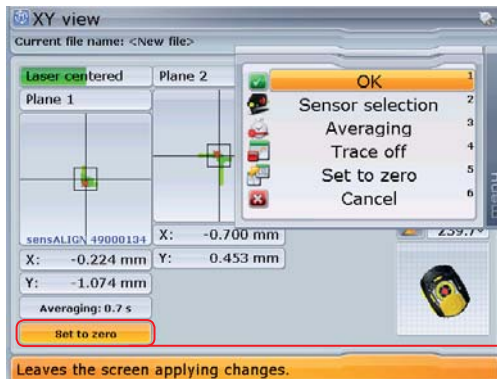 XY view
Current file name: <New file>
Laser centered
Plane 2
Plane 1
OK 1
Sensor selection 2
Averaging 3
Trace off 4
Set to zero 5
Cancel 6
sensALIGN 49000134
X: -0.700 mm
239.7°
X: -0.224 mm
Y: 0.453 mm
Y: -1.074 mm
Averaging: 0.7 s
Set to zero
Leaves the screen applying changes.